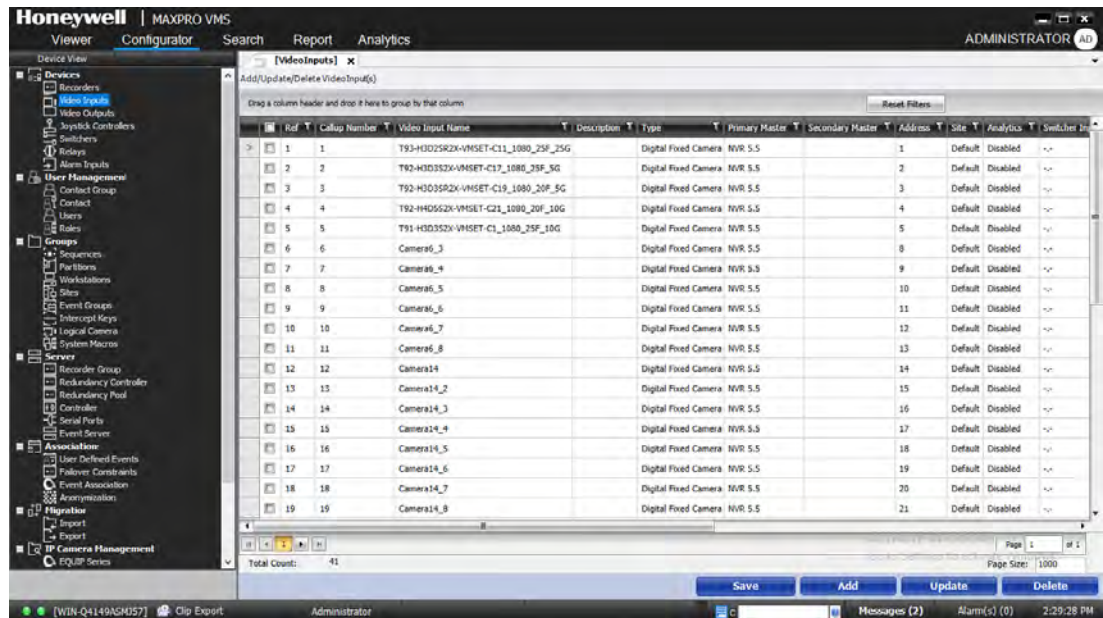 Honeywell | MAXPRO VMS
Viewer Configurator Search Report Analytics ADMINISTRATOR AD
Device View
Devices
Recorders
Video Inputs
Video Outputs
Joystick Controllers
Switchers
Relays
Alarm Inputs
User Management
Contact Group
Contact
Users
Roles
Groups
Sequences
Partitions
Workstations
Sites
Event Groups
Intercept Keys
Logical Camera
System Macros
Server
Recorder Group
Redundancy Controller
Redundancy Pool
Controller
Serial Ports
Event Server
Association
User Defined Events
Failover Constraints
Event Association
Anonymization
Migration
Import
Export
IP Camera Management
EQUIP Series
[VideoInputs] x
Add/Update/Delete VideoInput(s)
Drag a column header and drop it here to group by that column Reset Filters
Ref Callup Number Video Input Name Description Type Primary Master Secondary Master Address Site Analytics Switcher In
1 1 T93-H3D2SR2X-VMSET-C11_1080_25F_25G Digital Fixed Camera NVR 5.5 1 Default Disabled -.-
2 2 T92-H3D3S2X-VMSET-C17_1080_25F_5G Digital Fixed Camera NVR 5.5 2 Default Disabled -.-
3 3 T92-H3D3SR2X-VMSET-C19_1080_20F_5G Digital Fixed Camera NVR 5.5 3 Default Disabled -.-
4 4 T92-H4D5S2X-VMSET-C21_1080_20F_10G Digital Fixed Camera NVR 5.5 4 Default Disabled -.-
5 5 T91-H3D3S2X-VMSET-C1_1080_25F_10G Digital Fixed Camera NVR 5.5 5 Default Disabled -.-
6 6 Camera6_3 Digital Fixed Camera NVR 5.5 8 Default Disabled -.-
7 7 Camera6_4 Digital Fixed Camera NVR 5.5 9 Default Disabled -.-
8 8 Camera6_5 Digital Fixed Camera NVR 5.5 10 Default Disabled -.-
9 9 Camera6_6 Digital Fixed Camera NVR 5.5 11 Default Disabled -.-
10 10 Camera6_7 Digital Fixed Camera NVR 5.5 12 Default Disabled -.-
11 11 Camera6_8 Digital Fixed Camera NVR 5.5 13 Default Disabled -.-
12 12 Camera14 Digital Fixed Camera NVR 5.5 14 Default Disabled -.-
13 13 Camera14_2 Digital Fixed Camera NVR 5.5 15 Default Disabled -.-
14 14 Camera14_3 Digital Fixed Camera NVR 5.5 16 Default Disabled -.-
15 15 Camera14_4 Digital Fixed Camera NVR 5.5 17 Default Disabled -.-
16 16 Camera14_5 Digital Fixed Camera NVR 5.5 18 Default Disabled -.-
17 17 Camera14_6 Digital Fixed Camera NVR 5.5 19 Default Disabled -.-
18 18 Camera14_7 Digital Fixed Camera NVR 5.5 20 Default Disabled -.-
19 19 Camera14_8 Digital Fixed Camera NVR 5.5 21 Default Disabled -.-
1 Page 1 of 1
Total Count: 41 Page Size: 1000
Save Add Update Delete
[WIN-Q4149ASMJ57] Clip Export Administrator C Messages (2) Alarm(s) (0) 2:29:28 PM